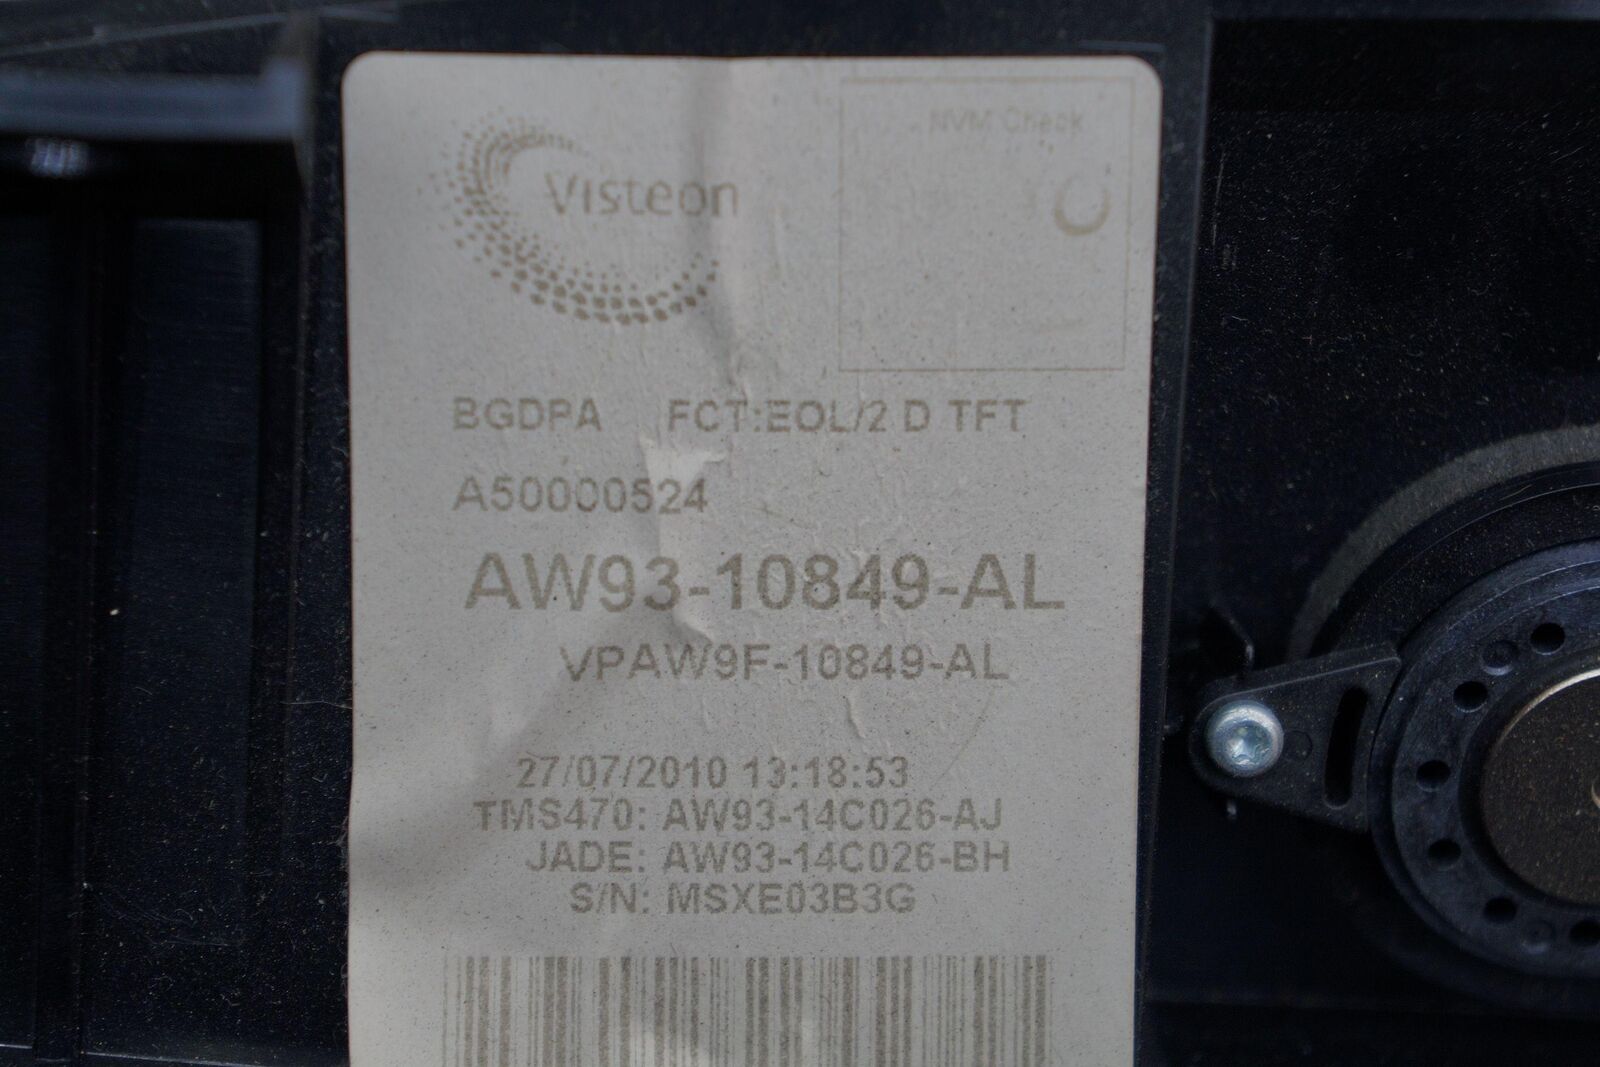 Visteon
NVM Check
BGDPA FCT:EOL/2 D TFT
A50000524
AW93-10849-AL
VPAW9F-10849-AL
27/07/2010 13:18:53
TMS470: AW93-14C026-AJ
JADE: AW93-14C026-BH
S/N: MSXE03B3G